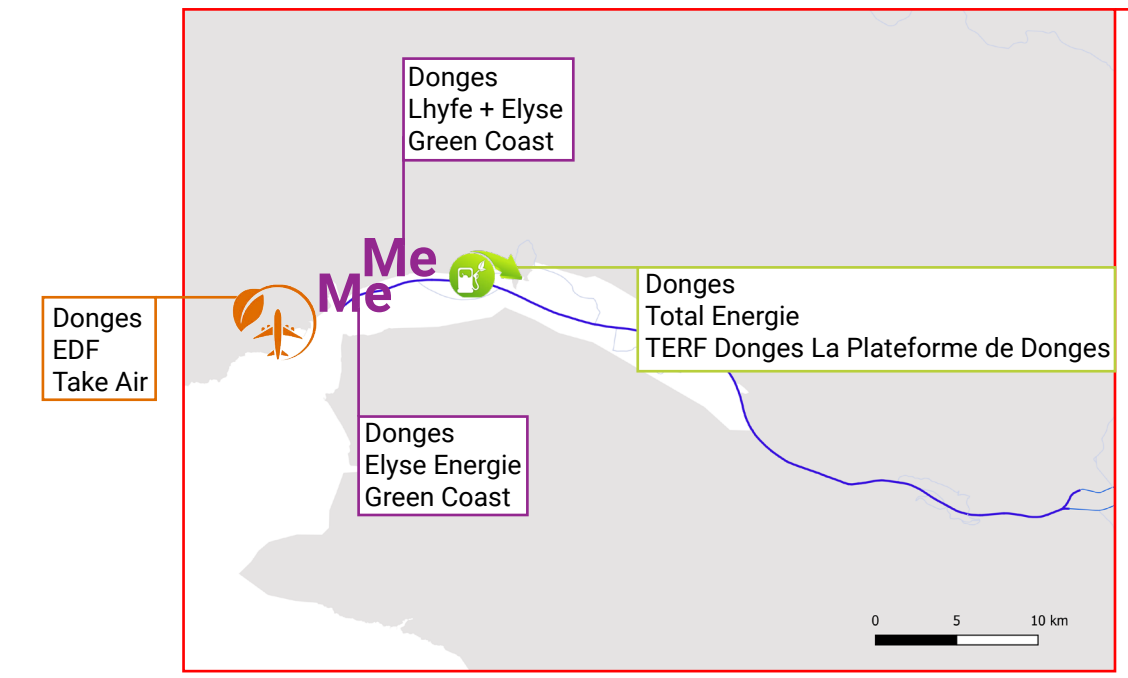 Donges
Lhyfe + Elyse
Green Coast
Me
Me
Donges
Total Energie
TERF Donges La Plateforme de Donges
Donges
EDF
Take Air
Donges
Elyse Energie
Green Coast
0 5 10 km